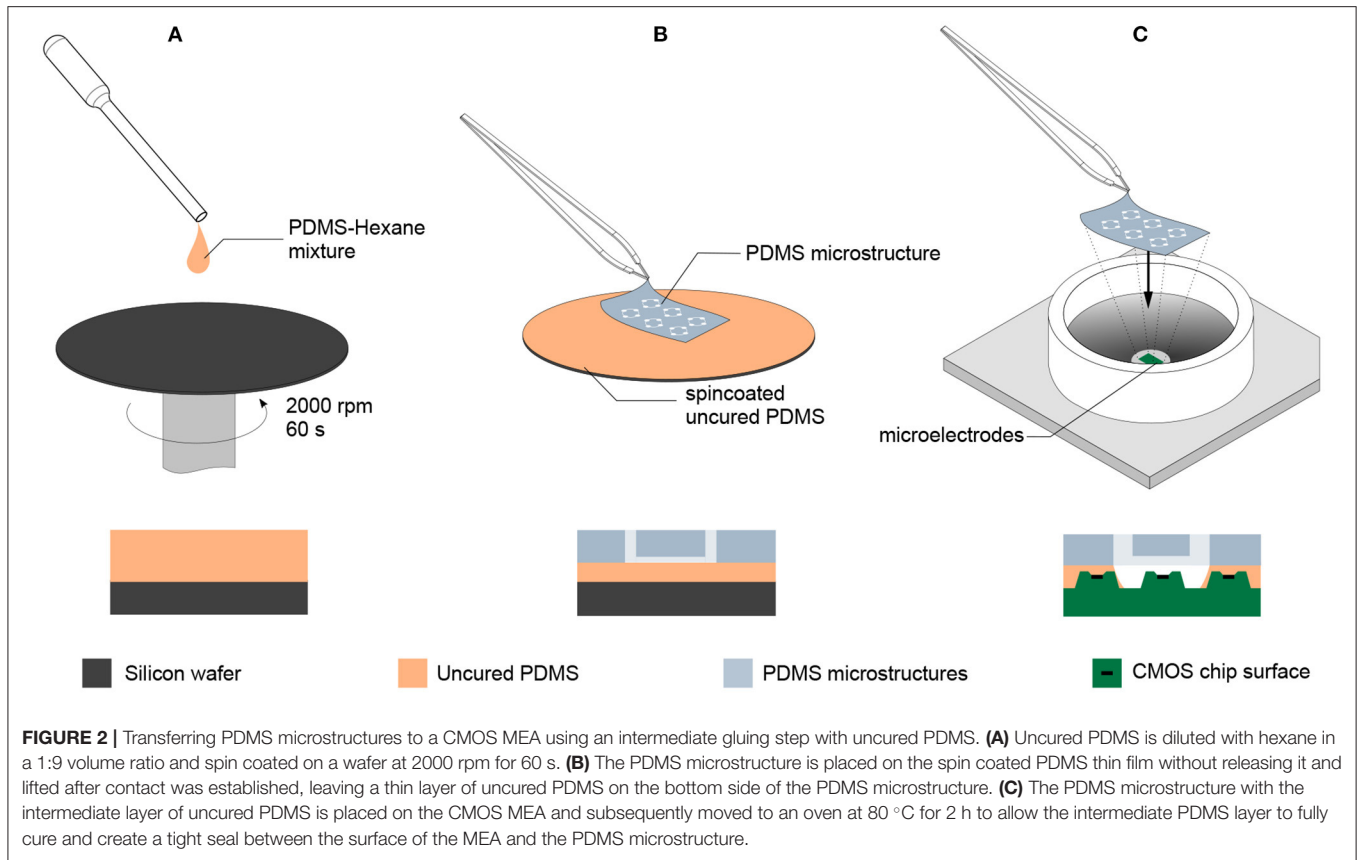 A
B
C
PDMS-Hexane
mixture
2000 rpm
60 s
PDMS microstructure
spincoated
uncured PDMS
microelectrodes
Silicon wafer
Uncured PDMS
PDMS microstructures
CMOS chip surface
FIGURE 2 | Transferring PDMS microstructures to a CMOS MEA using an intermediate gluing step with uncured PDMS. (A) Uncured PDMS is diluted with hexane in
a 1:9 volume ratio and spin coated on a wafer at 2000 rpm for 60 s. (B) The PDMS microstructure is placed on the spin coated PDMS thin film without releasing it and
lifted after contact was established, leaving a thin layer of uncured PDMS on the bottom side of the PDMS microstructure. (C) The PDMS microstructure with the
intermediate layer of uncured PDMS is placed on the CMOS MEA and subsequently moved to an oven at 80 °C for 2 h to allow the intermediate PDMS layer to fully
cure and create a tight seal between the surface of the MEA and the PDMS microstructure.